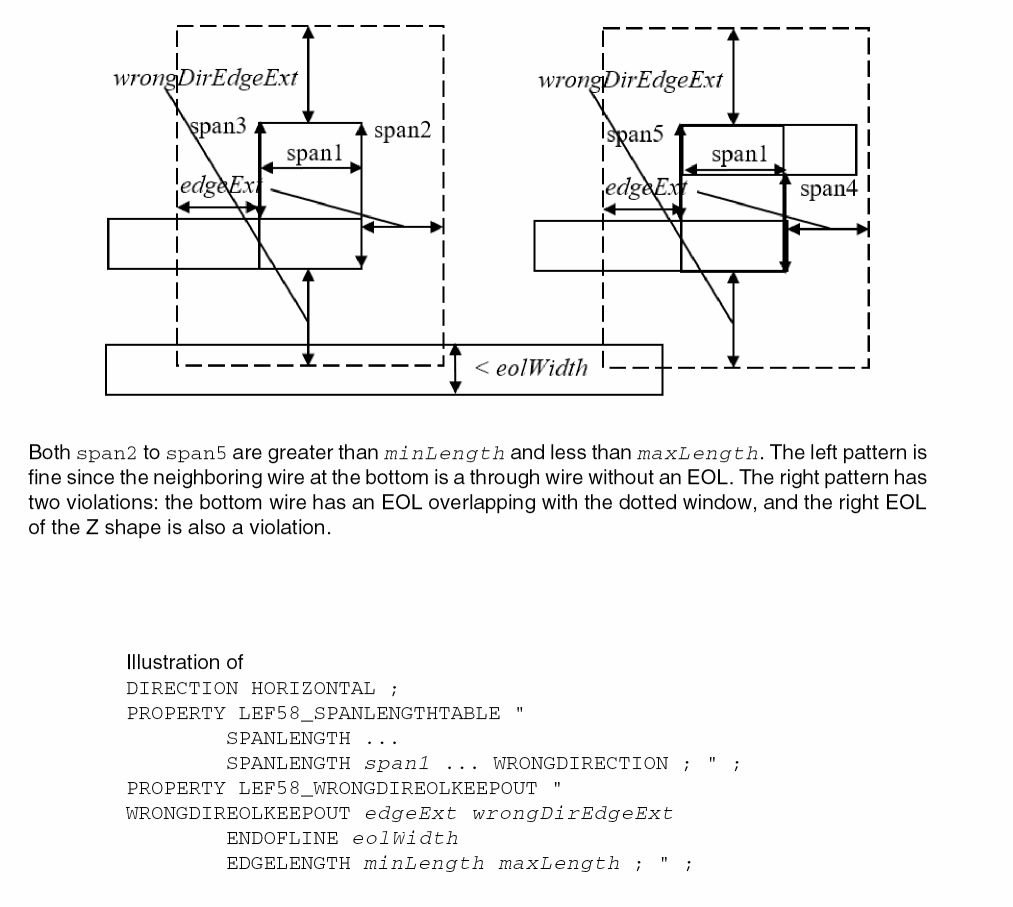 wrongDirEdgeExt
wrongDirEdgeExt
span3
span2
span1
edgeExt
span5
span1
edgeExt
span4
< eolWidth
Both span2 to span5 are greater than minLength and less than maxLength. The left pattern is
fine since the neighboring wire at the bottom is a through wire without an EOL. The right pattern has
two violations: the bottom wire has an EOL overlapping with the dotted window, and the right EOL
of the Z shape is also a violation.
Illustration of
DIRECTION HORIZONTAL ;
PROPERTY LEF58_SPANLENGTHTABLE "
SPANLENGTH ...
SPANLENGTH span1 ... WRONGDIRECTION ; " ;
PROPERTY LEF58_WRONGDIREOLKEEPOUT "
WRONGDIREOLKEEPOUT edgeExt wrongDirEdgeExt
ENDOFLINE eolWidth
EDGELENGTH minLength maxLength ; " ;